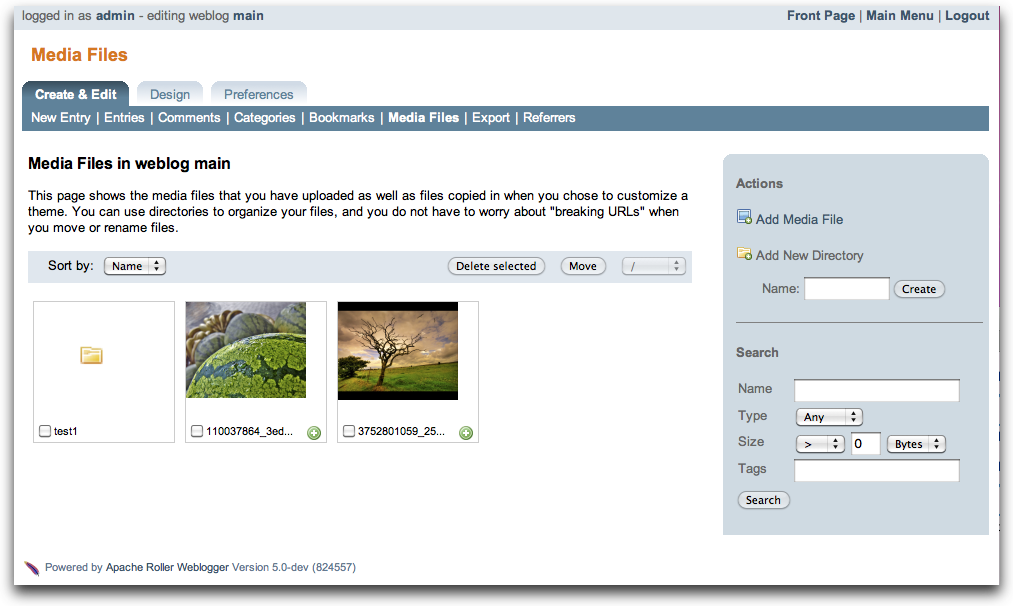 logged in as admin - editing weblog main
Front Page | Main Menu | Logout
Media Files
Create & Edit
Design
Preferences
New Entry | Entries | Comments | Categories | Bookmarks | Media Files | Export | Referrers
Media Files in weblog main
This page shows the media files that you have uploaded as well as files copied in when you chose to customize a
theme. You can use directories to organize your files, and you do not have to worry about "breaking URLs" when
you move or rename files.
Sort by: Name
Delete selected
Move
/
test1
110037864_3ed...
3752801059_25...
Actions
Add Media File
Add New Directory
Name:
Create
Search
Name
Type
Any
Size
>
0
Bytes
Tags
Search
Powered by Apache Roller Weblogger Version 5.0-dev (824557)